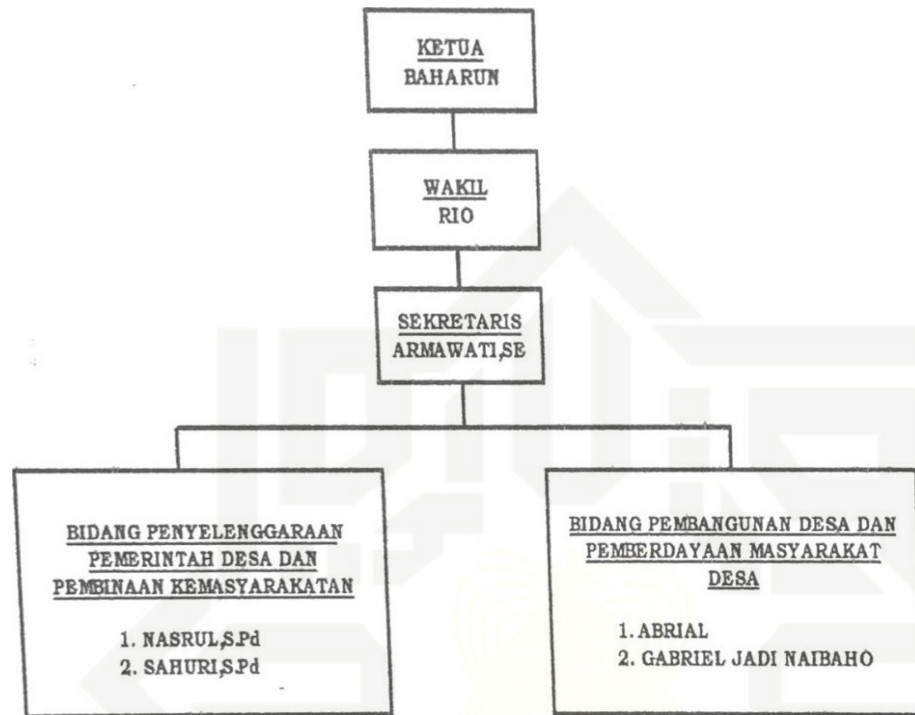 KETUA
BAHARUN
WAKIL
RIO
SEKRETARIS
ARMAWATI,SE
BIDANG PENYELENGGARAAN
PEMERINTAH DESA DAN
PEMBINAAN KEMASYARAKATAN
1. NASRUL,S.Pd
2. SAHURI,S.Pd
BIDANG PEMBANGUNAN DESA DAN
PEMBERDAYAAN MASYARAKAT
DESA
1. ABRIAL
2. GABRIEL JADI NAIBAHO